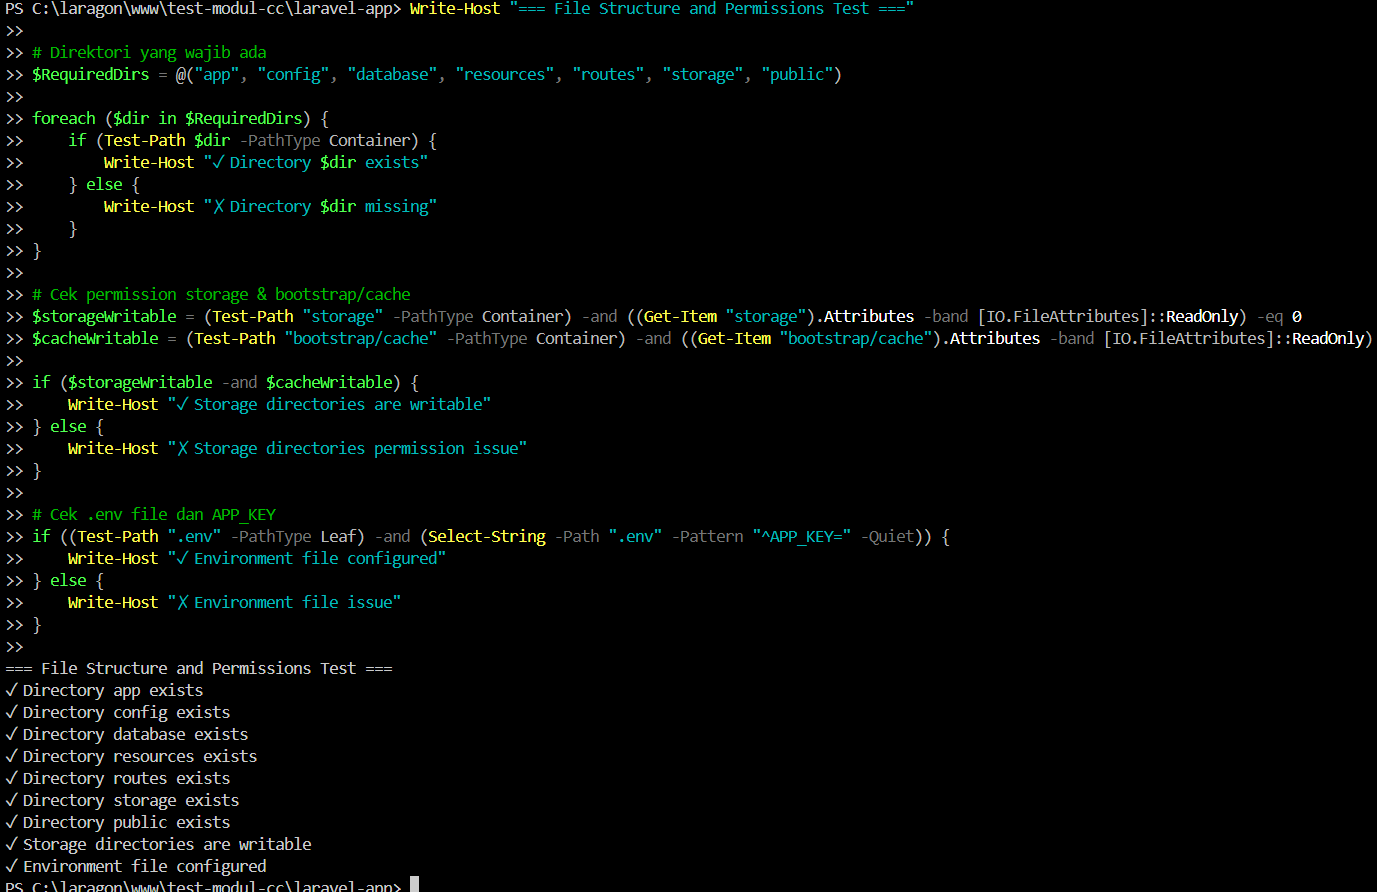 PS C:\laragon\www\test-modul-cc\laravel-app> Write-Host "=== File Structure and Permissions Test ==="
>>
>> # Direktori yang wajib ada
>> $RequiredDirs = @("app", "config", "database", "resources", "routes", "storage", "public")
>>
>> foreach ($dir in $RequiredDirs) {
>>     if (Test-Path $dir -PathType Container) {
>>         Write-Host "✓ Directory $dir exists"
>>     } else {
>>         Write-Host "✗ Directory $dir missing"
>>     }
>> }
>>
>> # Cek permission storage & bootstrap/cache
>> $storageWritable = (Test-Path "storage" -PathType Container) -and ((Get-Item "storage").Attributes -band [IO.FileAttributes]::ReadOnly) -eq 0
>> $cacheWritable = (Test-Path "bootstrap/cache" -PathType Container) -and ((Get-Item "bootstrap/cache").Attributes -band [IO.FileAttributes]::ReadOnly)
>>
>> if ($storageWritable -and $cacheWritable) {
>>     Write-Host "✓ Storage directories are writable"
>> } else {
>>     Write-Host "✗ Storage directories permission issue"
>> }
>>
>> # Cek .env file dan APP_KEY
>> if ((Test-Path ".env" -PathType Leaf) -and (Select-String -Path ".env" -Pattern "^APP_KEY=" -Quiet)) {
>>     Write-Host "✓ Environment file configured"
>> } else {
>>     Write-Host "✗ Environment file issue"
>> }
>>
=== File Structure and Permissions Test ===
✓ Directory app exists
✓ Directory config exists
✓ Directory database exists
✓ Directory resources exists
✓ Directory routes exists
✓ Directory storage exists
✓ Directory public exists
✓ Storage directories are writable
✓ Environment file configured
PS C:\laragon\www\test-modul-cc\laravel-app>